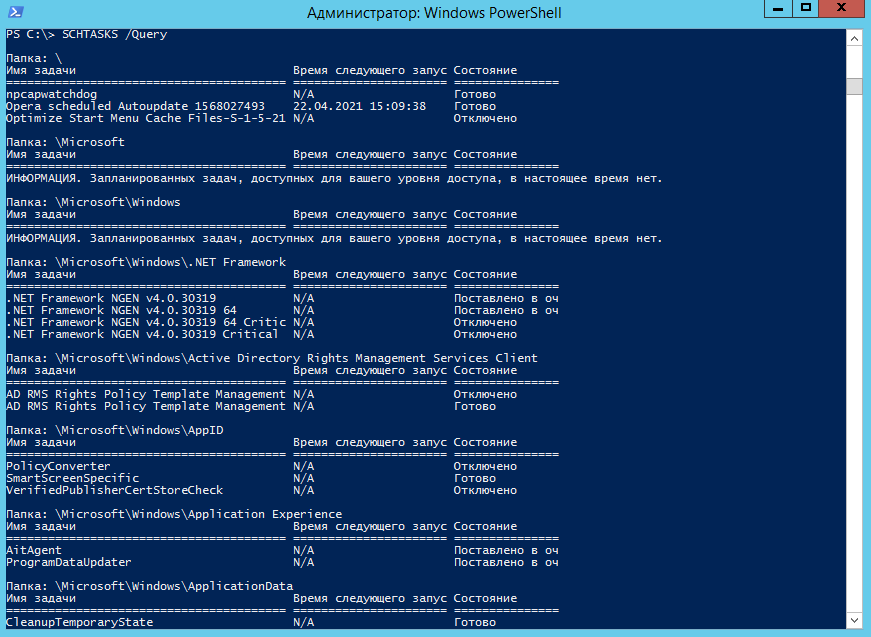 Администратор: Windows PowerShell
PS C:\> SCHTASKS /Query
Папка: \
Имя задачи Время следующего запус Состояние
======================================== ====================== ===============
npcapwatchdog N/A Готово
Opera scheduled Autoupdate 1568027493 22.04.2021 15:09:38 Готово
Optimize Start Menu Cache Files-S-1-5-21 N/A Отключено
Папка: \Microsoft
Имя задачи Время следующего запус Состояние
======================================== ====================== ===============
ИНФОРМАЦИЯ. Запланированных задач, доступных для вашего уровня доступа, в настоящее время нет.
Папка: \Microsoft\Windows
Имя задачи Время следующего запус Состояние
======================================== ====================== ===============
ИНФОРМАЦИЯ. Запланированных задач, доступных для вашего уровня доступа, в настоящее время нет.
Папка: \Microsoft\Windows\.NET Framework
Имя задачи Время следующего запус Состояние
======================================== ====================== ===============
.NET Framework NGEN v4.0.30319 N/A Поставлено в оч
.NET Framework NGEN v4.0.30319 64 N/A Поставлено в оч
.NET Framework NGEN v4.0.30319 64 Critic N/A Отключено
.NET Framework NGEN v4.0.30319 Critical N/A Отключено
Папка: \Microsoft\Windows\Active Directory Rights Management Services Client
Имя задачи Время следующего запус Состояние
======================================== ====================== ===============
AD RMS Rights Policy Template Management N/A Отключено
AD RMS Rights Policy Template Management N/A Готово
Папка: \Microsoft\Windows\AppID
Имя задачи Время следующего запус Состояние
======================================== ====================== ===============
PolicyConverter N/A Отключено
SmartScreenSpecific N/A Готово
VerifiedPublisherCertStoreCheck N/A Отключено
Папка: \Microsoft\Windows\Application Experience
Имя задачи Время следующего запус Состояние
======================================== ====================== ===============
AitAgent N/A Поставлено в оч
ProgramDataUpdater N/A Поставлено в оч
Папка: \Microsoft\Windows\ApplicationData
Имя задачи Время следующего запус Состояние
======================================== ====================== ===============
CleanupTemporaryState N/A Готово